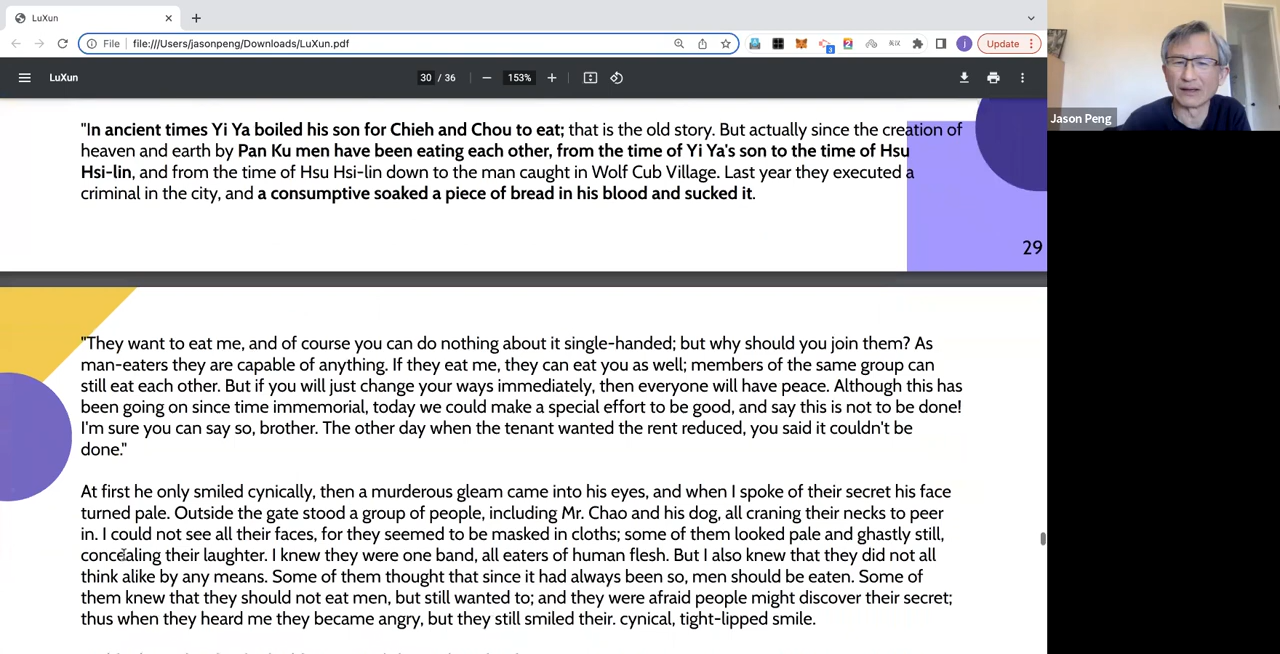 LuXun
File
file:///Users/jasonpeng/Downloads/LuXun.pdf
3
2
j
Update
LuXun
30 / 36
153%
Jason Peng
"In ancient times Yi Ya boiled his son for Chieh and Chou to eat; that is the old story. But actually since the creation of
heaven and earth by Pan Ku men have been eating each other, from the time of Yi Ya's son to the time of Hsu
Hsi-lin, and from the time of Hsu Hsi-lin down to the man caught in Wolf Cub Village. Last year they executed a
criminal in the city, and a consumptive soaked a piece of bread in his blood and sucked it.
29
"They want to eat me, and of course you can do nothing about it single-handed; but why should you join them? As
man-eaters they are capable of anything. If they eat me, they can eat you as well; members of the same group can
still eat each other. But if you will just change your ways immediately, then everyone will have peace. Although this has
been going on since time immemorial, today we could make a special effort to be good, and say this is not to be done!
I'm sure you can say so, brother. The other day when the tenant wanted the rent reduced, you said it couldn't be
done."
At first he only smiled cynically, then a murderous gleam came into his eyes, and when I spoke of their secret his face
turned pale. Outside the gate stood a group of people, including Mr. Chao and his dog, all craning their necks to peer
in. I could not see all their faces, for they seemed to be masked in cloths; some of them looked pale and ghastly still,
concealing their laughter. I knew they were one band, all eaters of human flesh. But I also knew that they did not all
think alike by any means. Some of them thought that since it had always been so, men should be eaten. Some of
them knew that they should not eat men, but still wanted to; and they were afraid people might discover their secret;
thus when they heard me they became angry, but they still smiled their. cynical, tight-lipped smile.